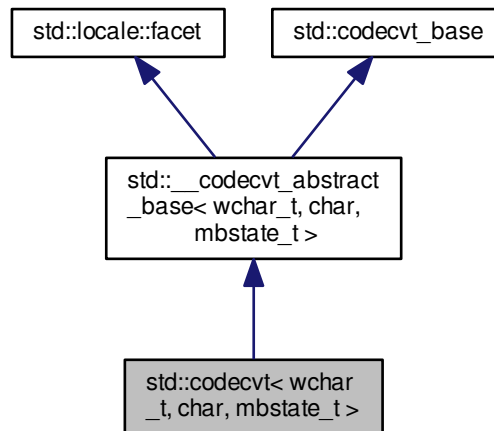 std::locale::facet
std::codecvt_base
std::__codecvt_abstract
_base< wchar_t, char,
mbstate_t >
std::codecvt< wchar
_t, char, mbstate_t >